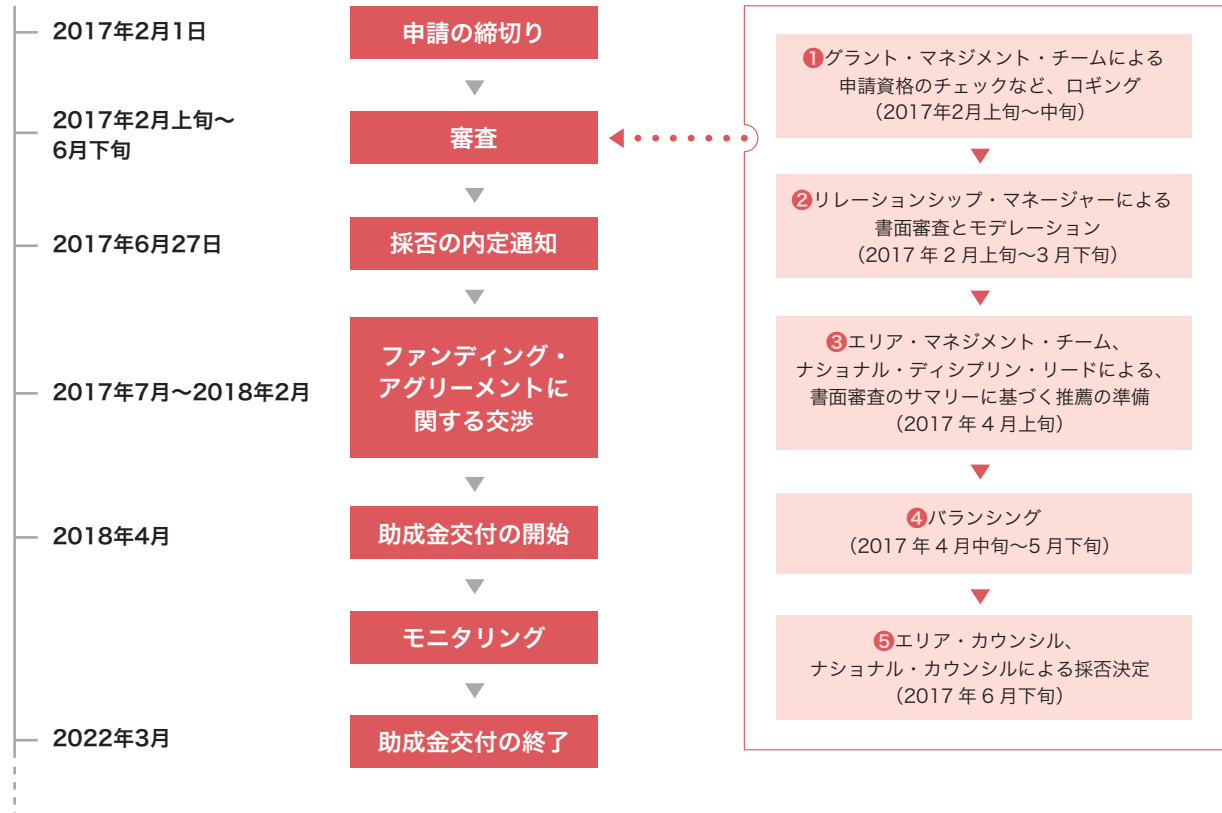 2017年2月1日
申請の締切り
2017年2月上旬〜
6月下旬
審査
2017年6月27日
採否の内定通知
2017年7月〜2018年2月
ファンディング・
アグリーメントに
関する交渉
2018年4月
助成金交付の開始
モニタリング
2022年3月
助成金交付の終了
❶グラント・マネジメント・チームによる
申請資格のチェックなど、ロギング
（2017年2月上旬〜中旬）
❷リレーションシップ・マネージャーによる
書面審査とモデレーション
（2017 年 2 月上旬〜3 月下旬）
❸エリア・マネジメント・チーム、
ナショナル・ディシプリン・リードによる、
書面審査のサマリーに基づく推薦の準備
（2017 年 4 月上旬）
❹バランシング
（2017 年 4 月中旬〜5 月下旬）
❺エリア・カウンシル、
ナショナル・カウンシルによる採否決定
（2017 年 6 月下旬）